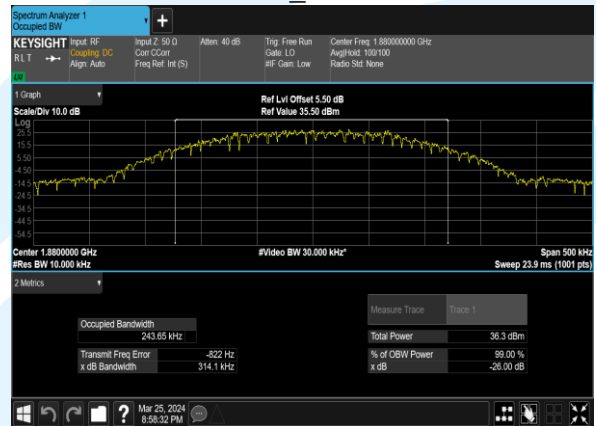 Spectrum Analyzer 1
Occupied BW
+
KEYSIGHT Input: RF Input Z: 50 Ω Atten: 40 dB Trig: Free Run Center Freq: 1.880000000 GHz
RLT Coupling: DC Corr CCorr Gate: LO Avg|Hold: 100/100
Align: Auto Freq Ref: Int (S) #IF Gain: Low Radio Std: None
1 Graph
Scale/Div 10.0 dB
Ref Lvl Offset 5.50 dB
Ref Value 35.50 dBm
Log
25.5
15.5
5.50
-4.50
-14.5
-24.5
-34.5
-44.5
-54.5
Center 1.8800000 GHz #Video BW 30.000 kHz* Span 500 kHz
#Res BW 10.000 kHz Sweep 23.9 ms (1001 pts)
2 Metrics
Measure Trace Trace 1
Occupied Bandwidth
243.65 kHz
Total Power 36.3 dBm
Transmit Freq Error -822 Hz % of OBW Power 99.00 %
x dB Bandwidth 314.1 kHz x dB -26.00 dB
?
Mar 25, 2024
8:58:32 PM